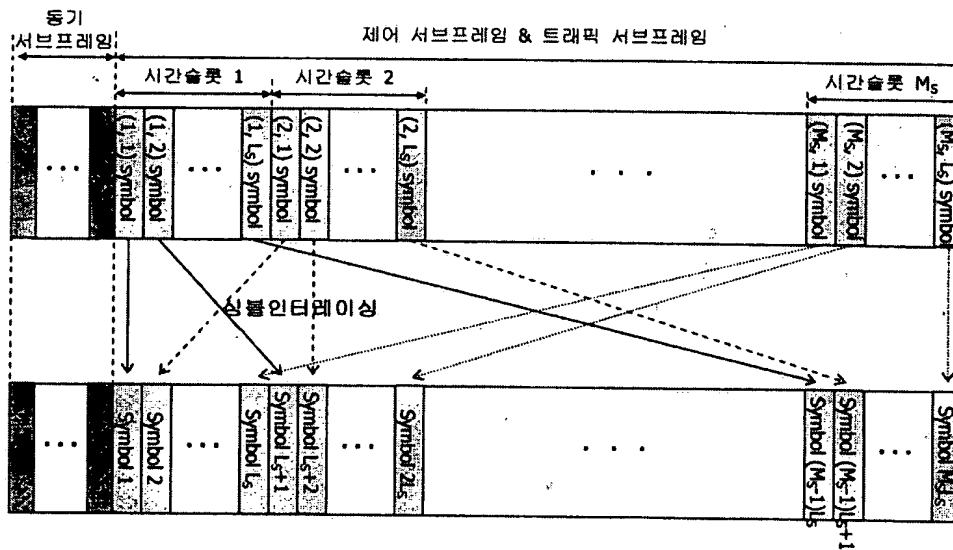 동기
서브프레임
제어 서브프레임 & 트래픽 서브프레임
시간슬롯 1
시간슬롯 2
시간슬롯 Ms
(1, 1) symbol
(1, 2) symbol
...
(1, Ls) symbol
(2, 1) symbol
(2, 2) symbol
...
(2, Ls) symbol
...
(Ms, 1) symbol
(Ms, 2) symbol
...
(Ms, Ls) symbol
심볼인터레이싱
Symbol 1
Symbol 2
...
Symbol Ls
Symbol Ls+1
Symbol Ls+2
...
Symbol 2Ls
...
Symbol (Ms-1)Ls
Symbol (Ms-1)Ls+1
...
Symbol MsLs